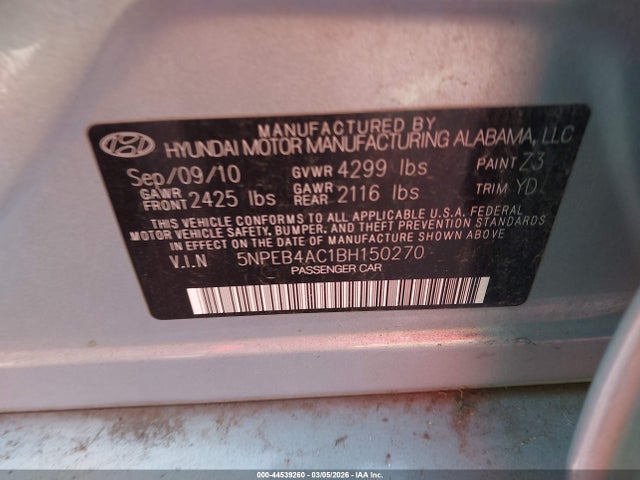 MANUFACTURED BY
HYUNDAI MOTOR MANUFACTURING ALABAMA, LLC
Sep/09/10 GVWR 4299 lbs PAINT Z3
GAWR FRONT 2425 lbs GAWR REAR 2116 lbs TRIM YD
THIS VEHICLE CONFORMS TO ALL APPLICABLE U.S.A. FEDERAL
MOTOR VEHICLE SAFETY, BUMPER, AND THEFT PREVENTION STANDARDS
IN EFFECT ON THE DATE OF MANUFACTURE SHOWN ABOVE.
V.I.N 5NPEB4AC1BH150270
PASSENGER CAR
000-44539260 - 03/05/2026 - IAA Inc.